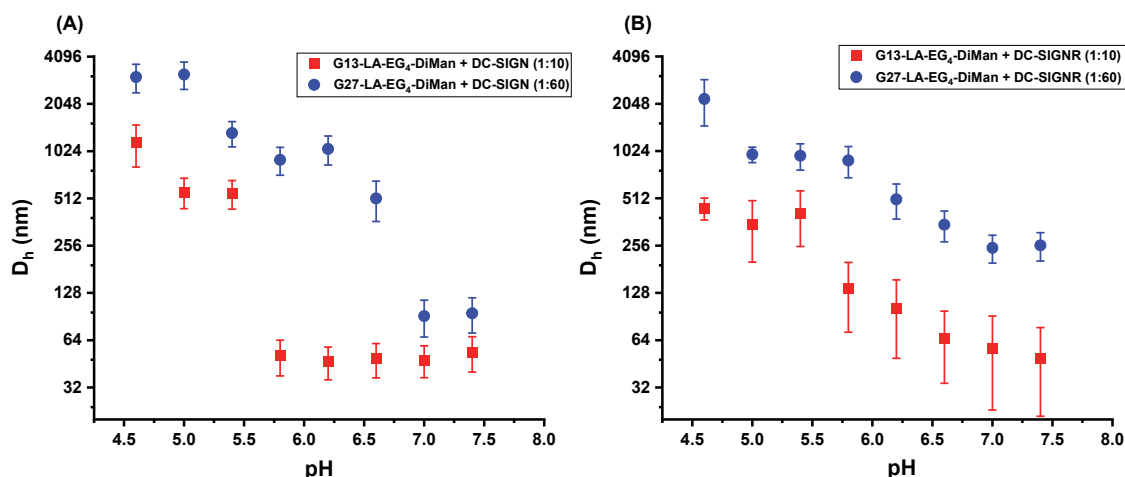 (A)
G13-LA-EG4-DiMan + DC-SIGN (1:10)
G27-LA-EG4-DiMan + DC-SIGN (1:60)
4096
2048
1024
512
256
128
64
32
Dh (nm)
4.5 5.0 5.5 6.0 6.5 7.0 7.5 8.0
pH
(B)
G13-LA-EG4-DiMan + DC-SIGNR (1:10)
G27-LA-EG4-DiMan + DC-SIGNR (1:60)
4096
2048
1024
512
256
128
64
32
Dh (nm)
4.5 5.0 5.5 6.0 6.5 7.0 7.5 8.0
pH